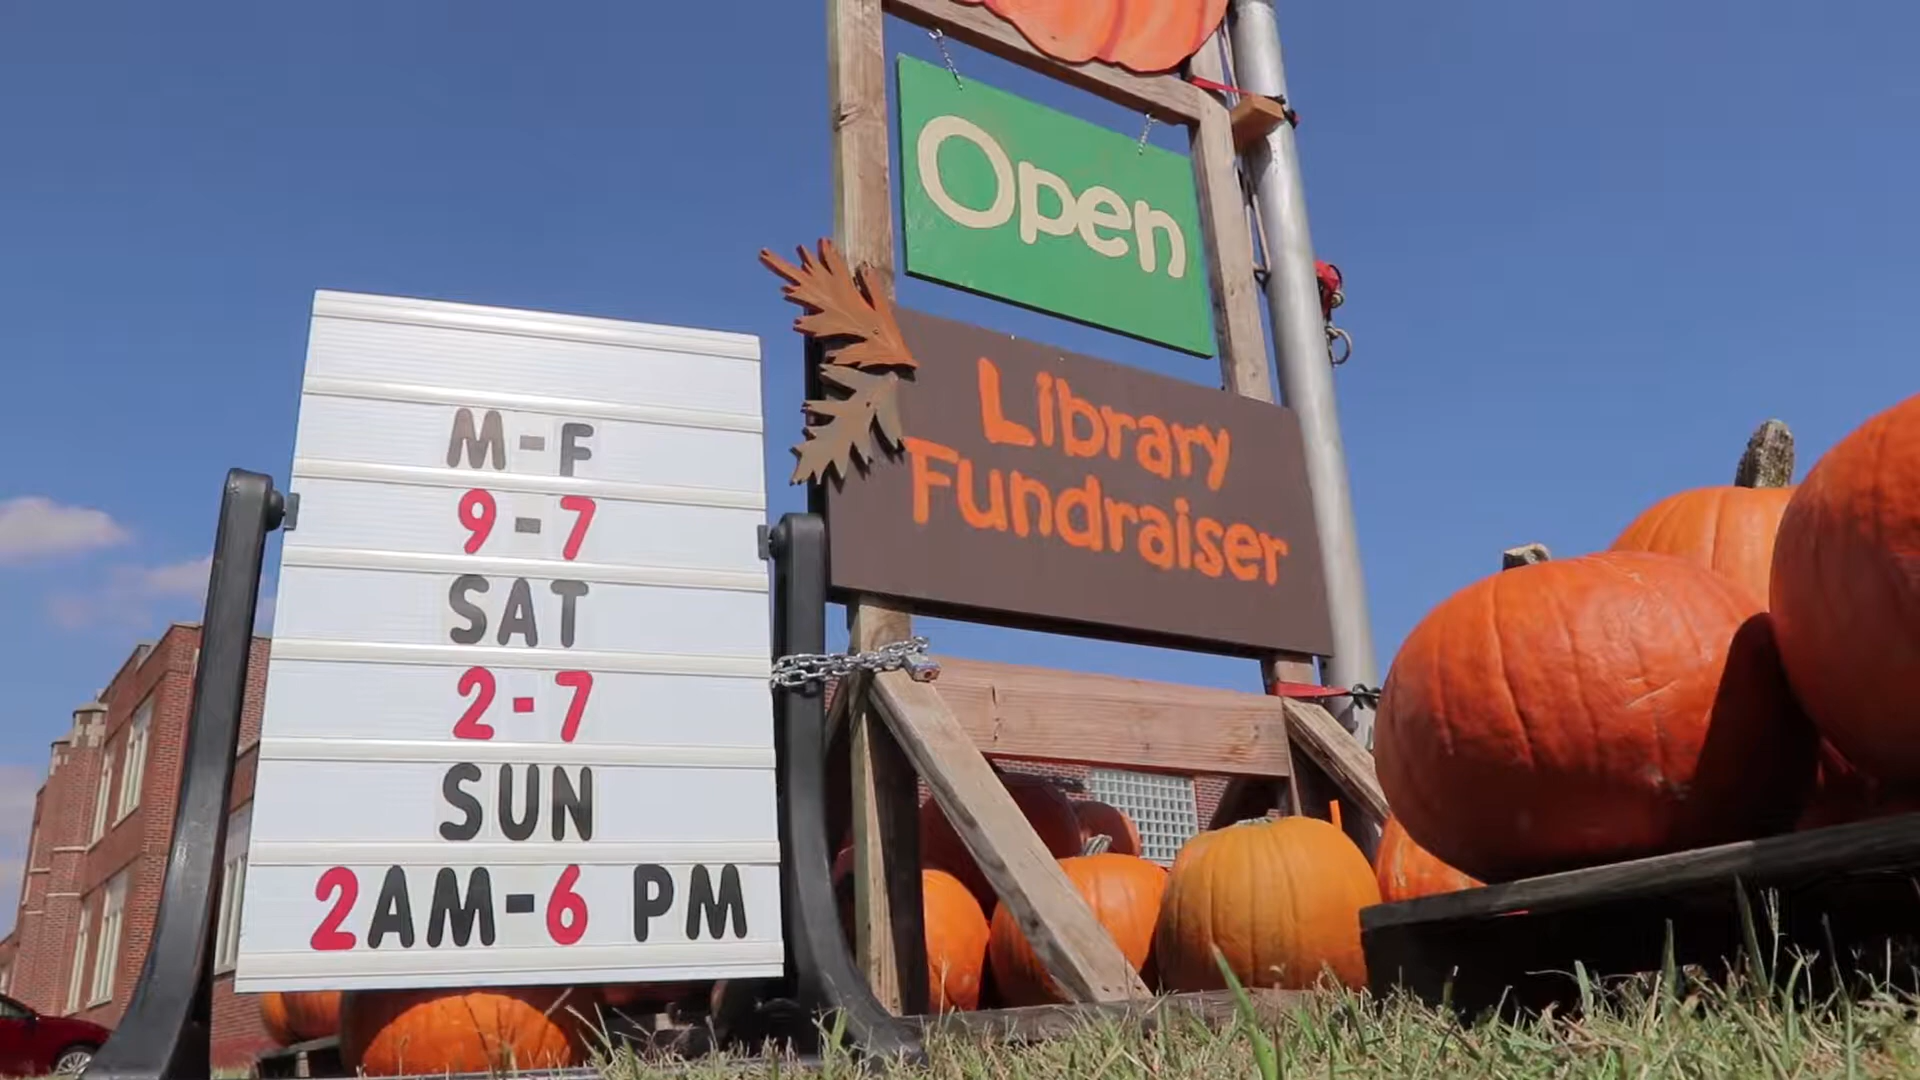 M-F
9-7
SAT
2-7
SUN
2AM-6 PM
Open
Library
Fundraiser